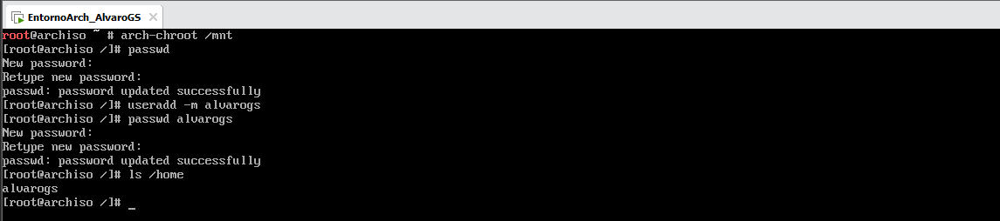 EntornoArch_AlvaroGS
root@archiso ~ # arch-chroot /mnt
[root@archiso /]# passwd
New password:
Retype new password:
passwd: password updated successfully
[root@archiso /]# useradd -m alvarogs
[root@archiso /]# passwd alvarogs
New password:
Retype new password:
passwd: password updated successfully
[root@archiso /]# ls /home
alvarogs
[root@archiso /]# _